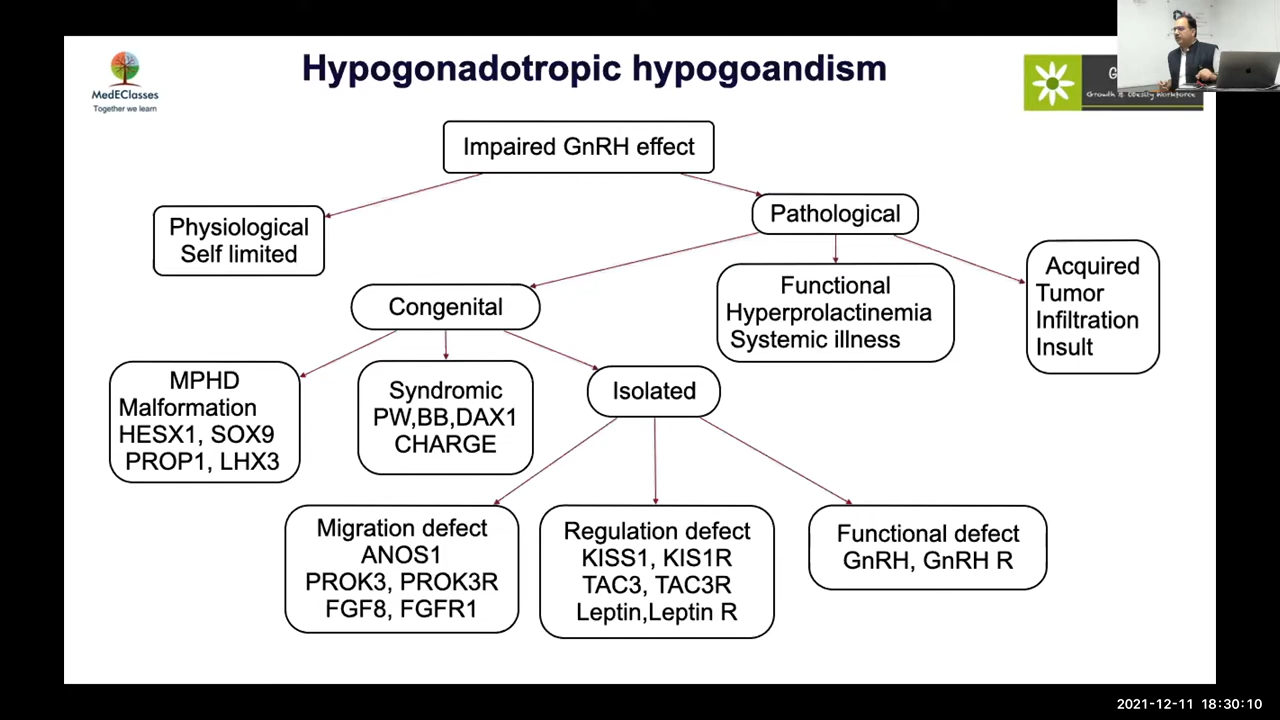 Hypogonadotropic hypogoandism
MedEClasses
Together we learn
G
Growth & Obesity Workforce
Impaired GnRH effect
Physiological
Self limited
Pathological
Congenital
Functional
Hyperprolactinemia
Systemic illness
Acquired
Tumor
Infiltration
Insult
MPHD
Malformation
HESX1, SOX9
PROP1, LHX3
Syndromic
PW,BB,DAX1
CHARGE
Isolated
Migration defect
ANOS1
PROK3, PROK3R
FGF8, FGFR1
Regulation defect
KISS1, KIS1R
TAC3, TAC3R
Leptin,Leptin R
Functional defect
GnRH, GnRH R
2021-12-11 18:30:10